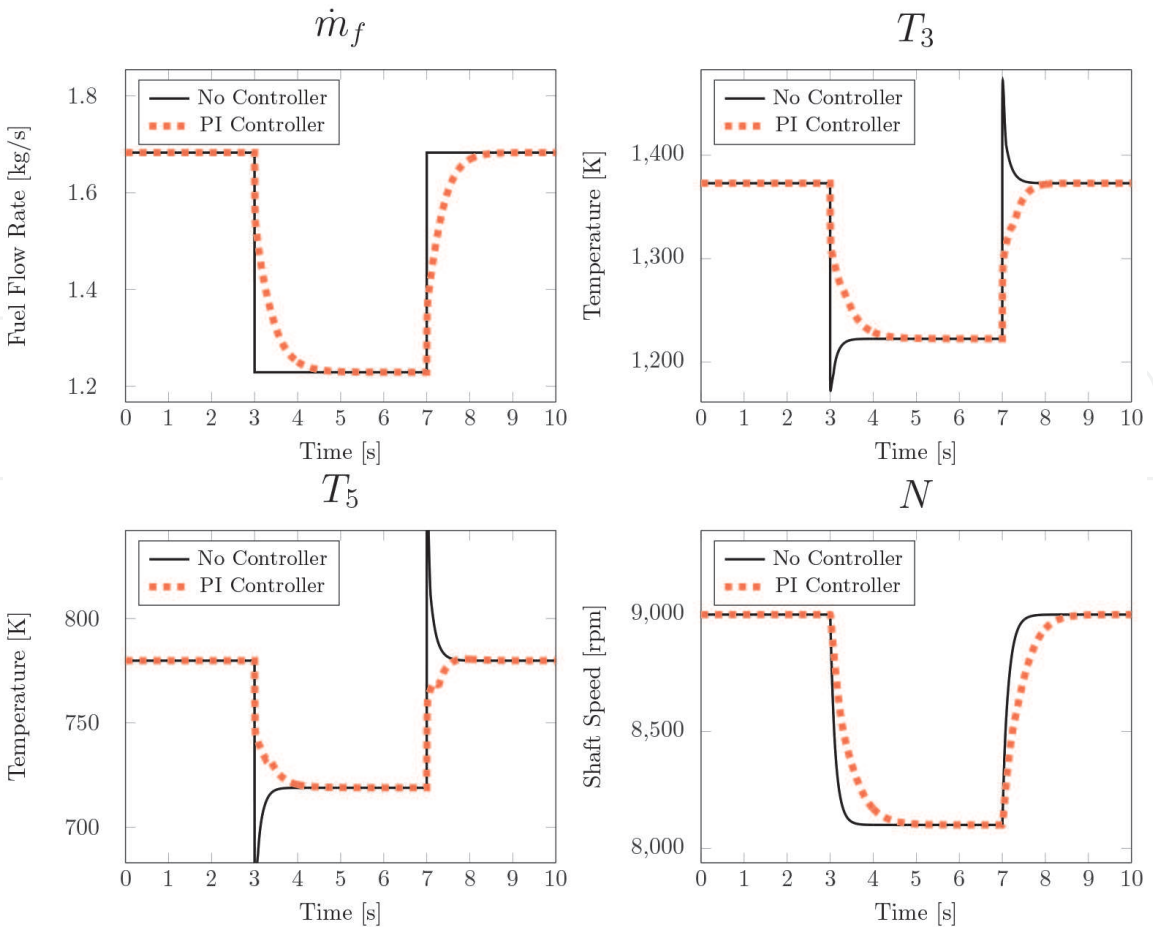 ṁ_f
No Controller
PI Controller
1.8
1.6
1.4
1.2
Fuel Flow Rate [kg/s]
0 1 2 3 4 5 6 7 8 9 10
Time [s]
T_3
No Controller
PI Controller
1,400
1,300
1,200
Temperature [K]
0 1 2 3 4 5 6 7 8 9 10
Time [s]
T_5
No Controller
PI Controller
800
750
700
Temperature [K]
0 1 2 3 4 5 6 7 8 9 10
Time [s]
N
No Controller
PI Controller
9,000
8,500
8,000
Shaft Speed [rpm]
0 1 2 3 4 5 6 7 8 9 10
Time [s]